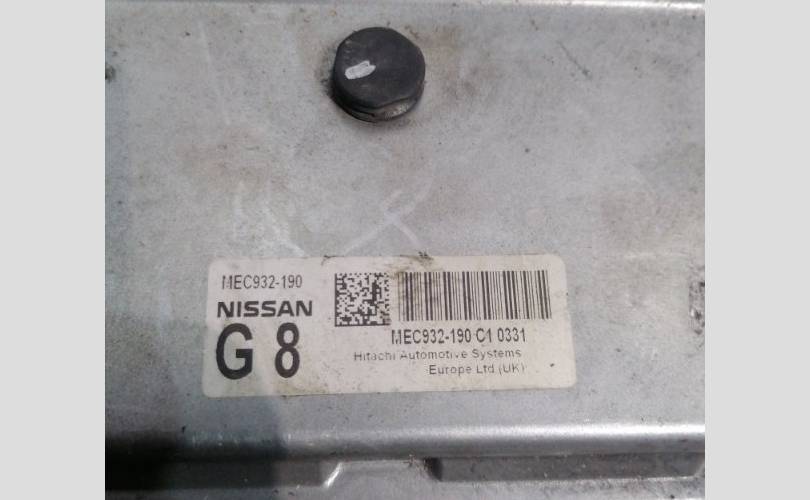 MEC932-190
NISSAN
G 8
MEC932-190 C1 0331
Hitachi Automotive Systems
Europe Ltd (UK)